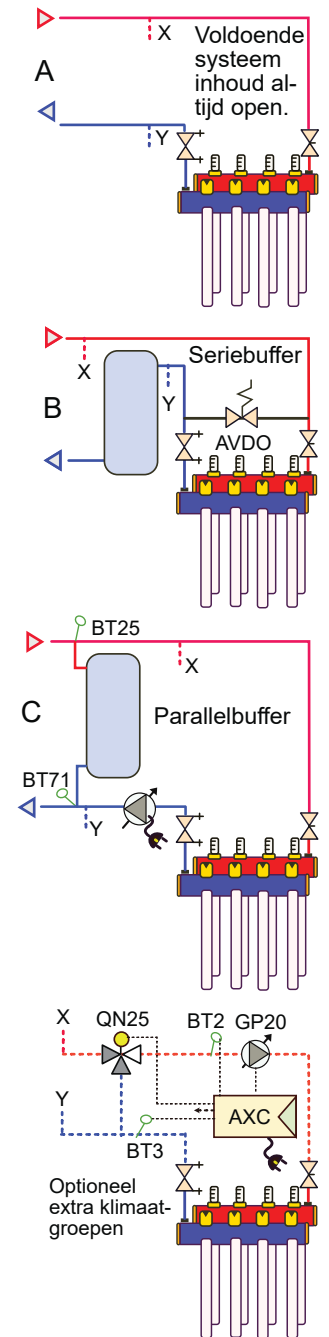 X
Voldoende
systeem
inhoud al-
tijd open.
A
Y
Seriebuffer
X
Y
B
AVDO
BT25
X
C
Parallelbuffer
BT71
Y
X
QN25
BT2
GP20
Y
AXC
BT3
Optioneel
extra klimaat-
groepen